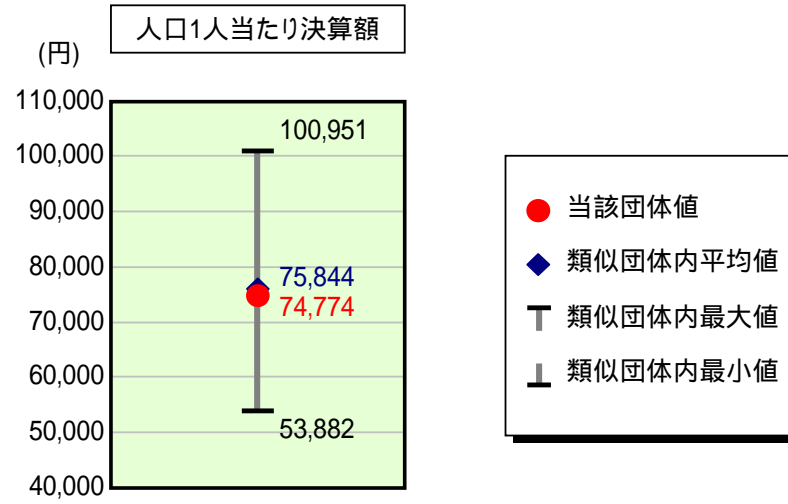 人口1人当たり決算額
(円)
110,000
100,000
90,000
80,000
70,000
60,000
50,000
40,000
100,951
75,844
74,774
53,882
当該団体値
類似団体内平均値
類似団体内最大値
類似団体内最小値